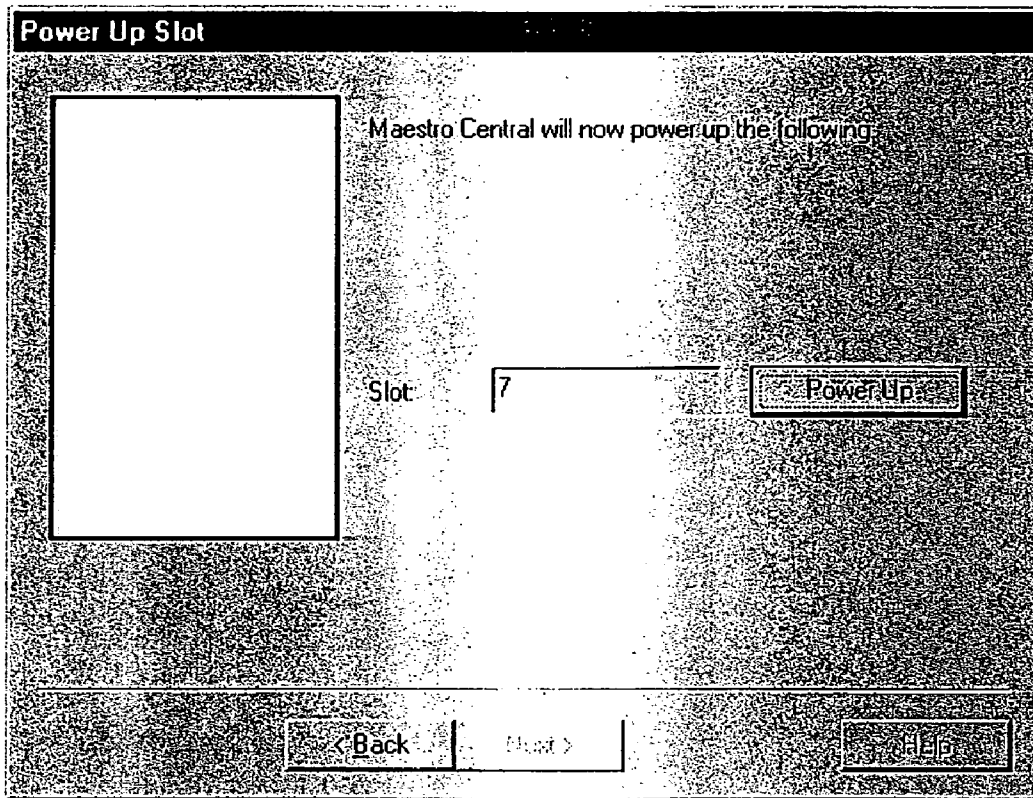 Power Up Slot
Maestro Central will now power up the following:
Slot:
7
Power Up
< Back
Next >
Help